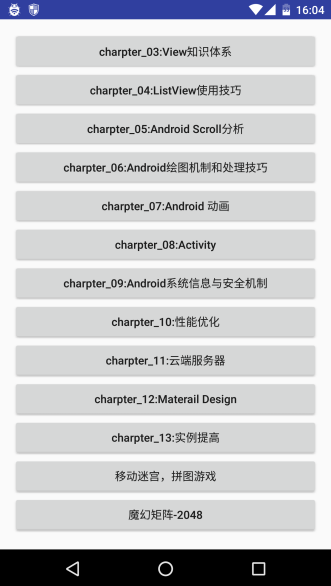 16:04
charpter_03:View知识体系
charpter_04:ListView使用技巧
charpter_05:Android Scroll分析
charpter_06:Android绘图机制和处理技巧
charpter_07:Android 动画
charpter_08:Activity
charpter_09:Android系统信息与安全机制
charpter_10:性能优化
charpter_11:云端服务器
charpter_12:Materail Design
charpter_13:实例提高
移动迷宫，拼图游戏
魔幻矩阵-2048